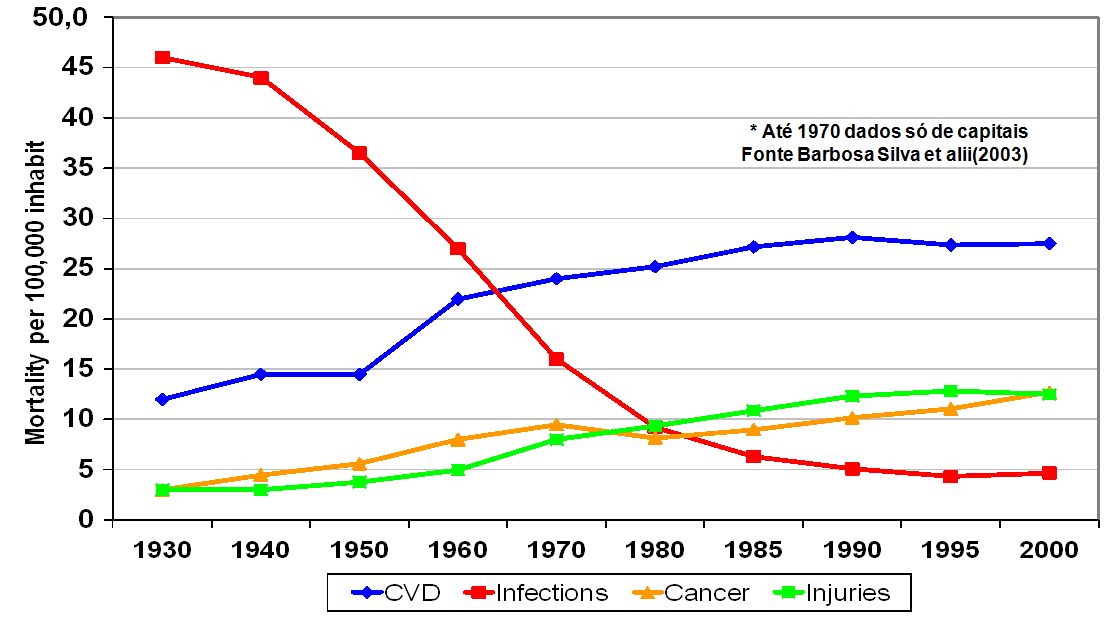 50,0
45
40
35
30
25
20
15
10
5
0
Mortality per 100,000 inhabit
* Até 1970 dados só de capitais
Fonte Barbosa Silva et alii(2003)
1930 1940 1950 1960 1970 1980 1985 1990 1995 2000
CVD Infections Cancer Injuries